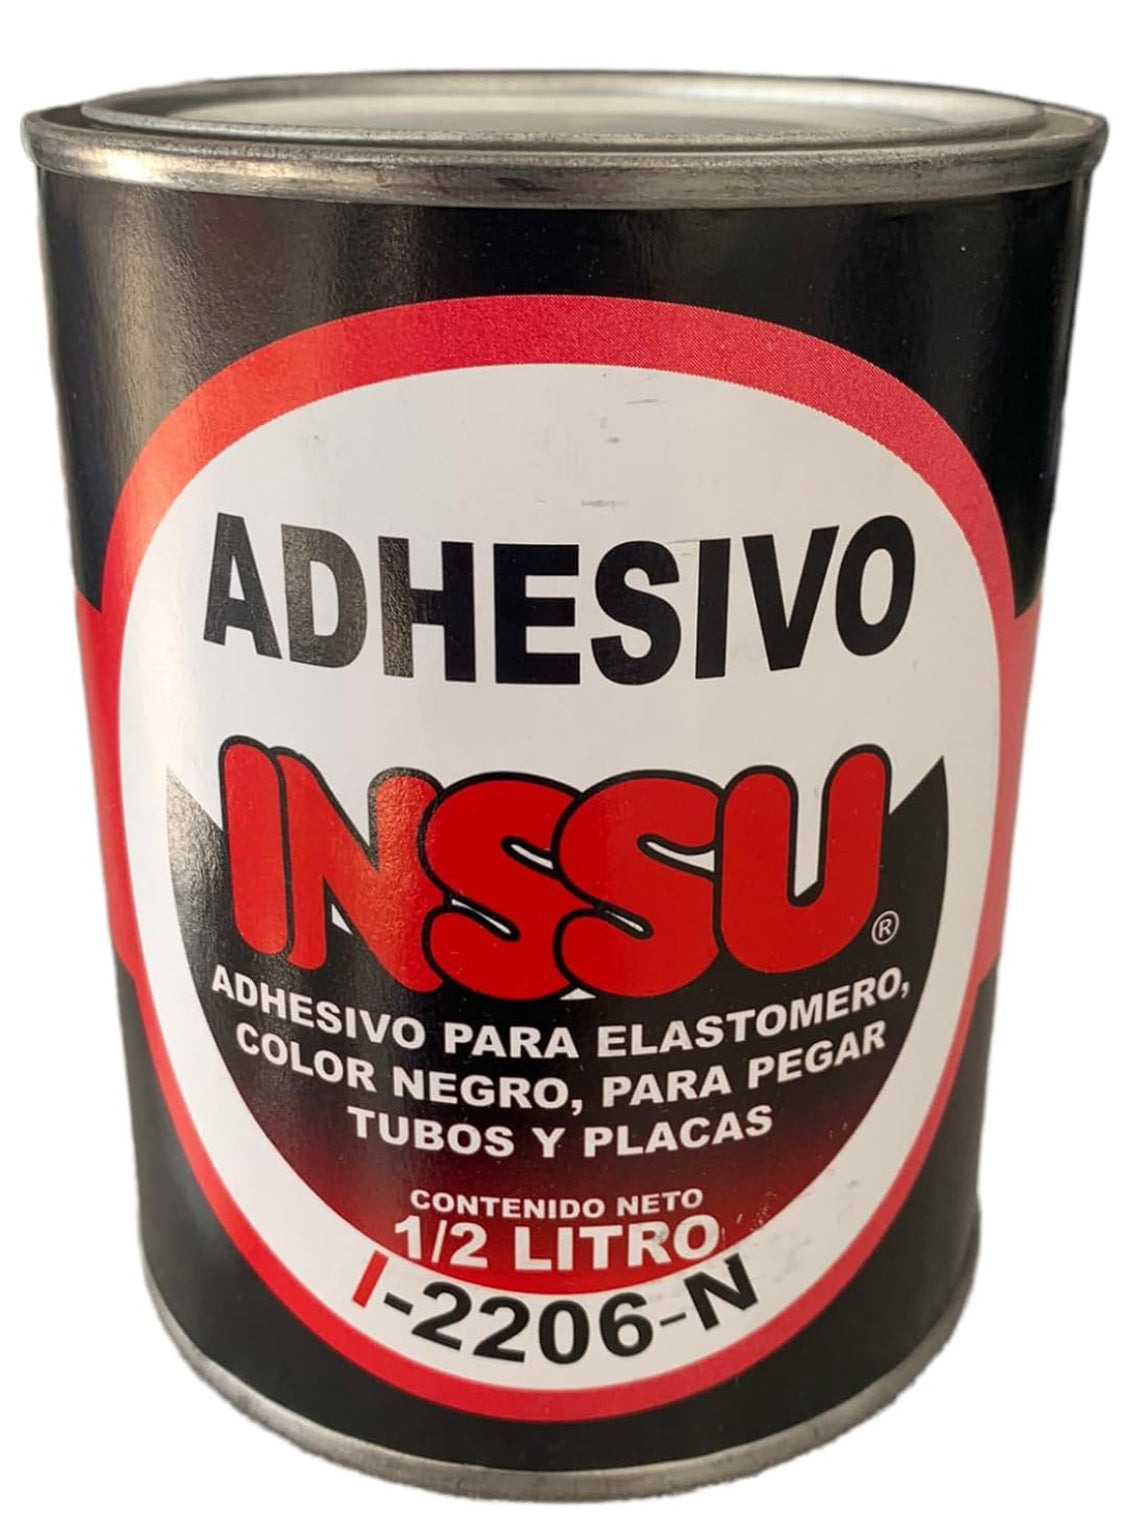 ADHESIVO
INSSU®
ADHESIVO PARA ELASTOMERO,
COLOR NEGRO, PARA PEGAR
TUBOS Y PLACAS
CONTENIDO NETO
1/2 LITRO
I-2206-N